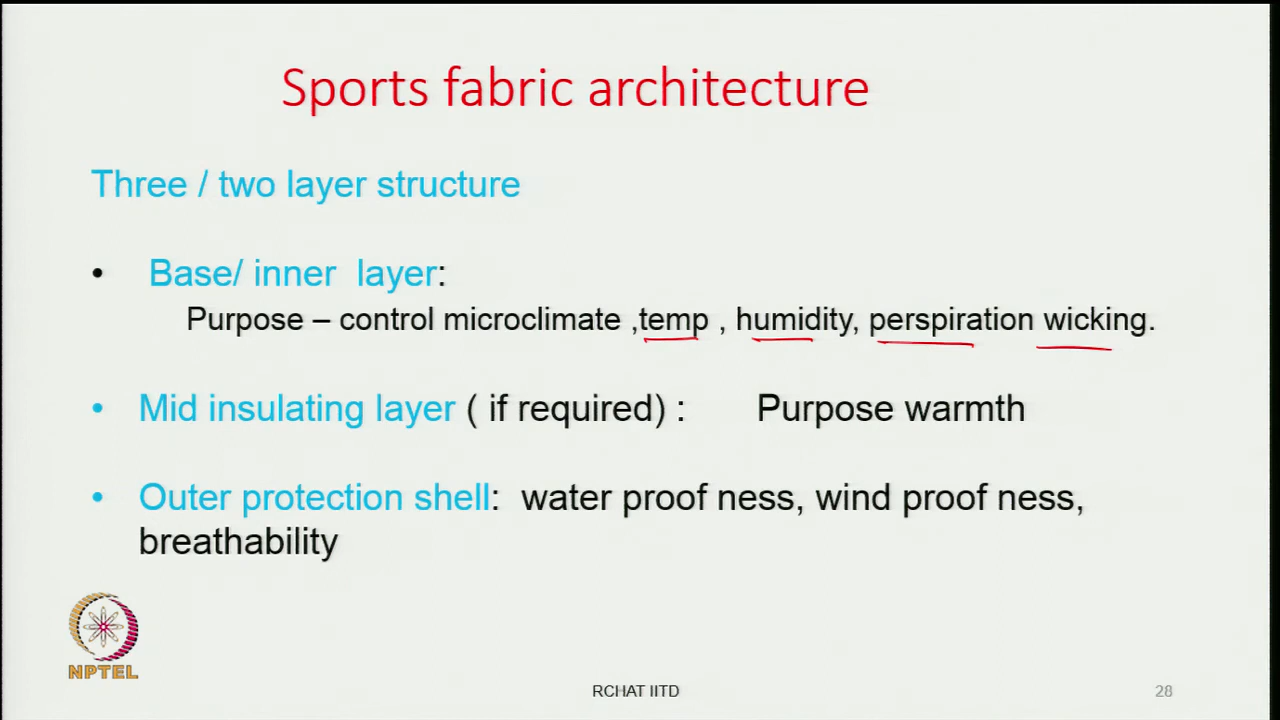 Sports fabric architecture
Three / two layer structure
• Base/ inner layer:
Purpose – control microclimate ,temp , humidity, perspiration wicking.
• Mid insulating layer ( if required) : Purpose warmth
• Outer protection shell: water proof ness, wind proof ness,
breathability
NPTEL
RCHAT IITD
28